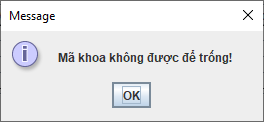 Message
Mã khoa không được để trống!
OK